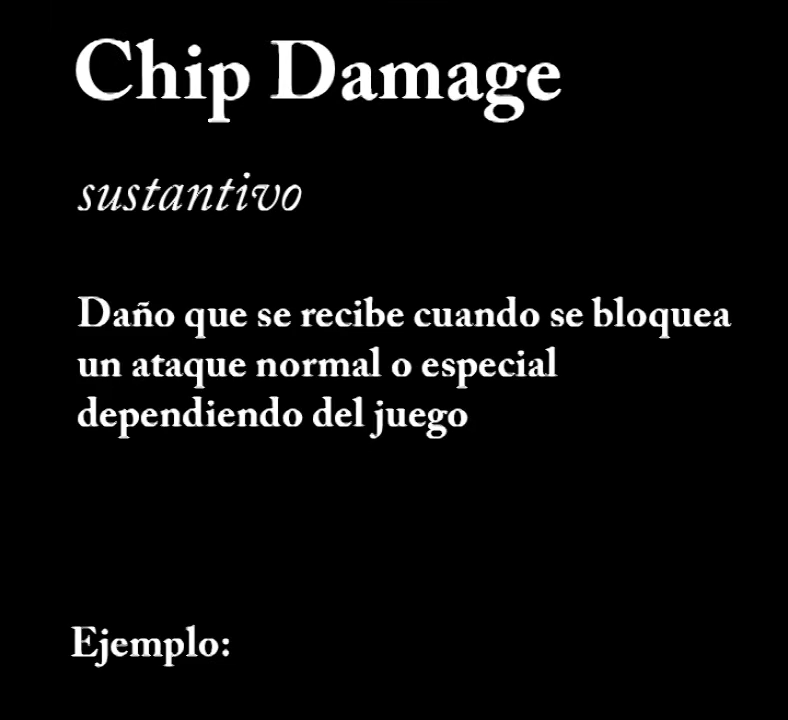 Chip Damage
sustantivo
Daño que se recibe cuando se bloquea
un ataque normal o especial
dependiendo del juego
Ejemplo: